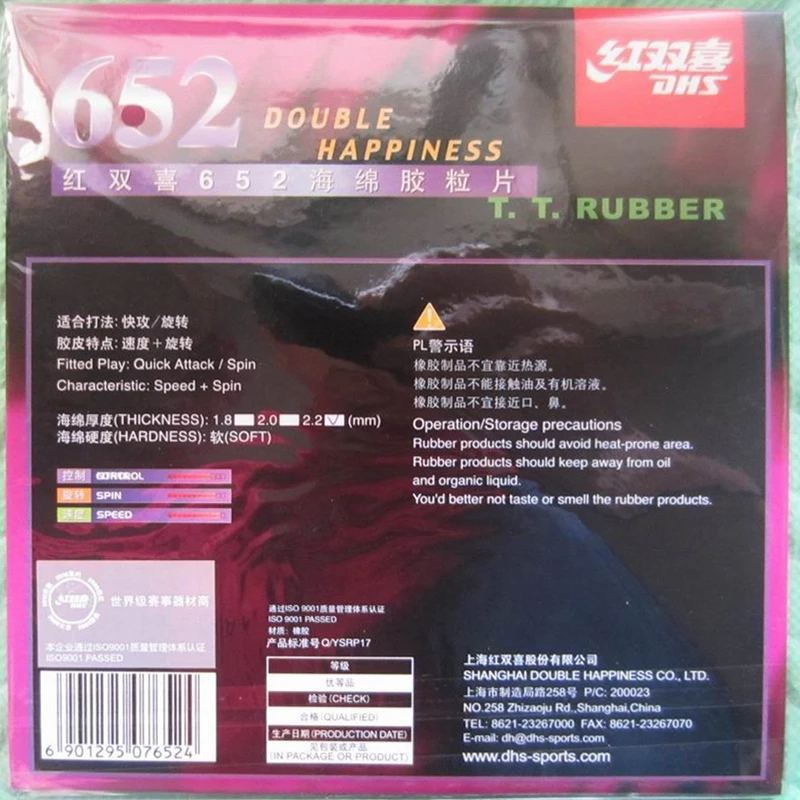 652
红双喜
DHS
DOUBLE
HAPPINESS
红双喜652海绵胶粒片
T. T. RUBBER
适合打法: 快攻/旋转
胶皮特点: 速度+旋转
Fitted Play: Quick Attack / Spin
Characteristic: Speed + Spin
海绵厚度(THICKNESS): 1.8 2.0 2.2 (mm)
海绵硬度(HARDNESS): 软(SOFT)
控制 CONTROL
旋转 SPIN
速度 SPEED
PL警示语
橡胶制品不宜靠近热源。
橡胶制品不能接触油及有机溶液。
橡胶制品不宜接近口、鼻。
Operation/Storage precautions
Rubber products should avoid heat-prone area.
Rubber products should keep away from oil
and organic liquid.
You'd better not taste or smell the rubber products.
红双喜
DHS
世界级赛事器材商
本企业通过ISO9001质量管理体系认证
ISO9001 PASSED
6 901295 076524
通过ISO 9001质量管理体系认证
ISO 9001 PASSED
材质: 橡胶
产品标准号Q/YSRP17
等级
优等品
检验(CHECK)
合格(QUALIFIED)
生产日期(PRODUCTION DATE)
见包装或产品
(IN PACKAGE OR PRODUCT)
上海红双喜股份有限公司
SHANGHAI DOUBLE HAPPINESS CO., LTD.
上海市制造局路258号 P/C: 200023
NO.258 Zhizaoju Rd.,Shanghai,China
TEL: 8621-23267000 FAX: 8621-23267070
E-mail: dh@dhs-sports.com
www.dhs-sports.com